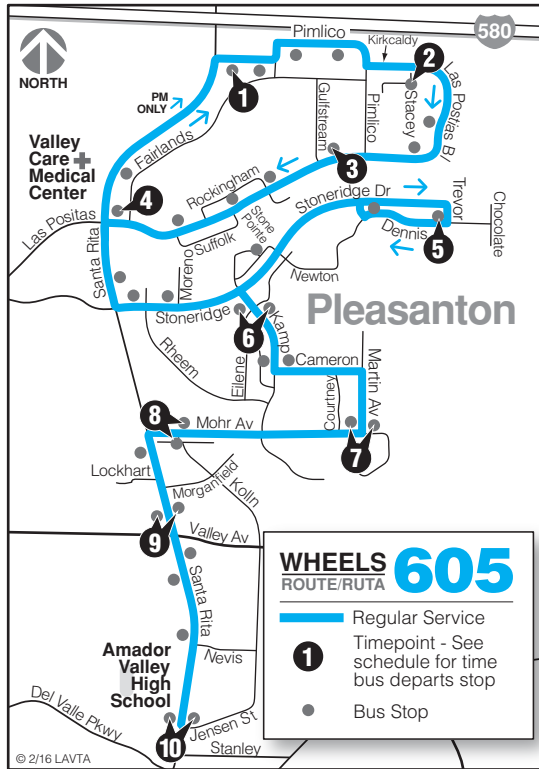 Pimlico
580
Kirkcaldy
2
NORTH
1
PM
ONLY
Fairlands
Gulfstream
Pimlico
Stacey
Las Positas Bl
Valley
Care
Medical
Center
3
4
Rockingham
Stoneridge Dr
Trevor
Chocolate
Las Positas
Suffolk
Stone
Pointe
Dennis
5
Santa Rita
Moreno
Newton
Pleasanton
Stoneridge
6
Kamp
Rheem
Eilene
Cameron
Courtney
Martin Av
8
Mohr Av
7
Lockhart
Morganfield
Kolln
9
Valley Av
WHEELS
ROUTE/RUTA
605
Regular Service
1
Timepoint - See
schedule for time
bus departs stop
Bus Stop
Santa Rita
Amador
Valley
High
School
Nevis
Del Valle Pkwy
Jensen St
10
Stanley
© 2/16 LAVTA